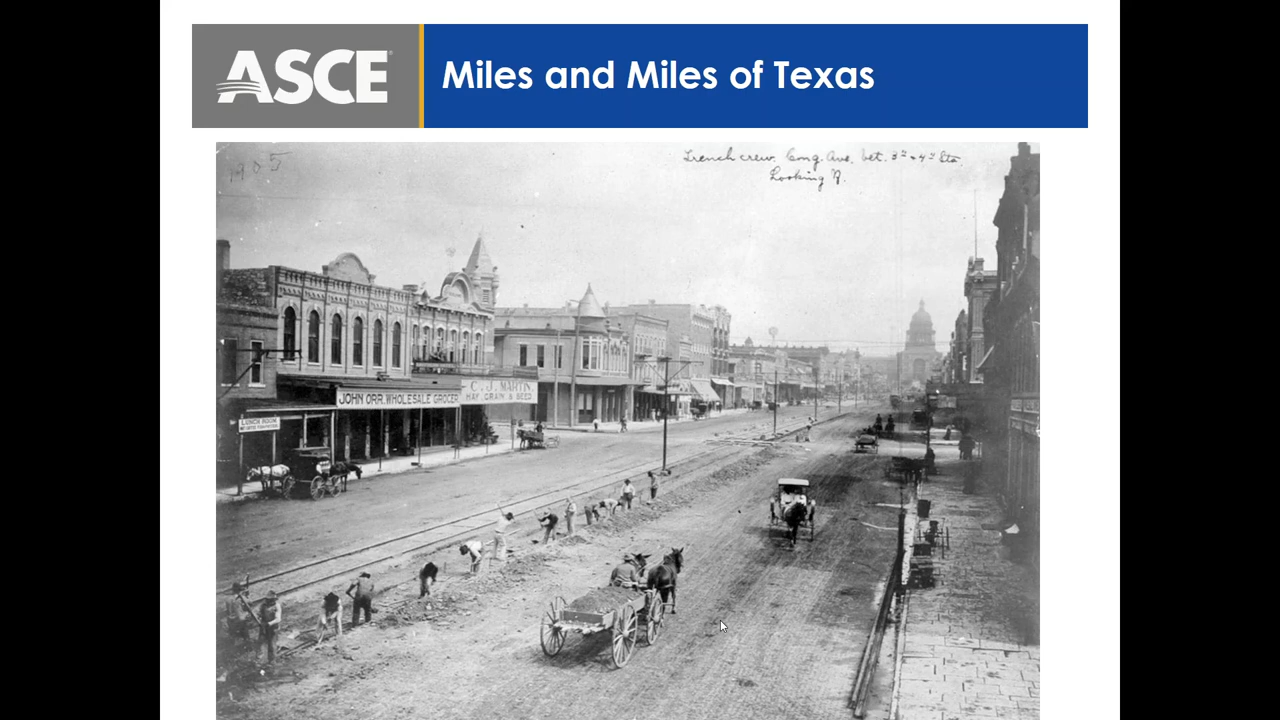 ASCE
Miles and Miles of Texas
1905
Trench crew. Cong. Ave. bet. 3rd + 4th Sts
Looking N.
JOHN ORR. WHOLESALE GROCER
C. J. MARTIN
HAY, GRAIN & SEED
LUNCH ROOM